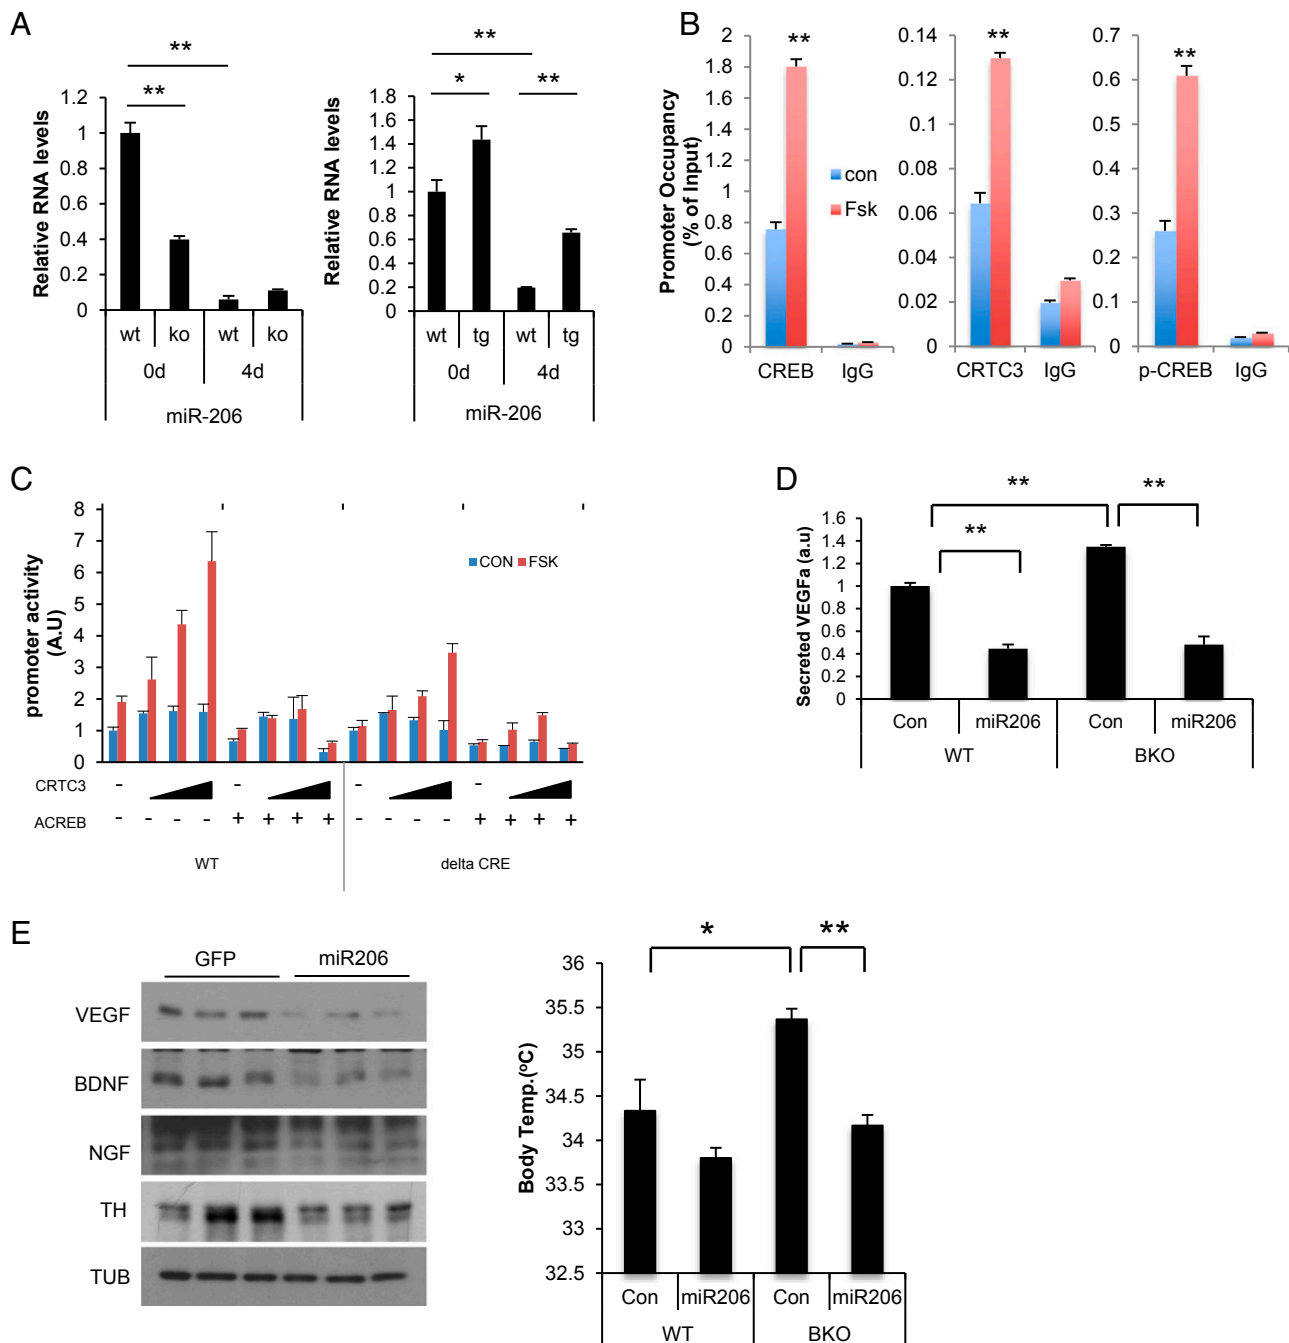 A
** **
** * **
Relative RNA levels
1.2
1
0.8
0.6
0.4
0.2
0
wt ko wt ko
0d 4d
miR-206
Relative RNA levels
1.8
1.6
1.4
1.2
1
0.8
0.6
0.4
0.2
0
wt tg wt tg
0d 4d
miR-206
B
Promoter Occupancy
(% of Input)
2
1.8
1.6
1.4
1.2
1
0.8
0.6
0.4
0.2
0
**
con
Fsk
CREB IgG
0.14
0.12
0.1
0.08
0.06
0.04
0.02
0
**
CRTC3 IgG
0.7
0.6
0.5
0.4
0.3
0.2
0.1
0
**
p-CREB IgG
C
promoter activity
(A.U)
8
7
6
5
4
3
2
1
0
CON FSK
CRTC3 - - - -
ACREB - - - - + + + + - - - - + + + +
WT delta CRE
D
** **
**
Secreted VEGFa (a.u)
1.6
1.4
1.2
1
0.8
0.6
0.4
0.2
0
Con miR206 Con miR206
WT BKO
E
GFP miR206
VEGF
BDNF
NGF
TH
TUB
* **
Body Temp.(ºC)
36
35.5
35
34.5
34
33.5
33
32.5
Con miR206 Con miR206
WT BKO